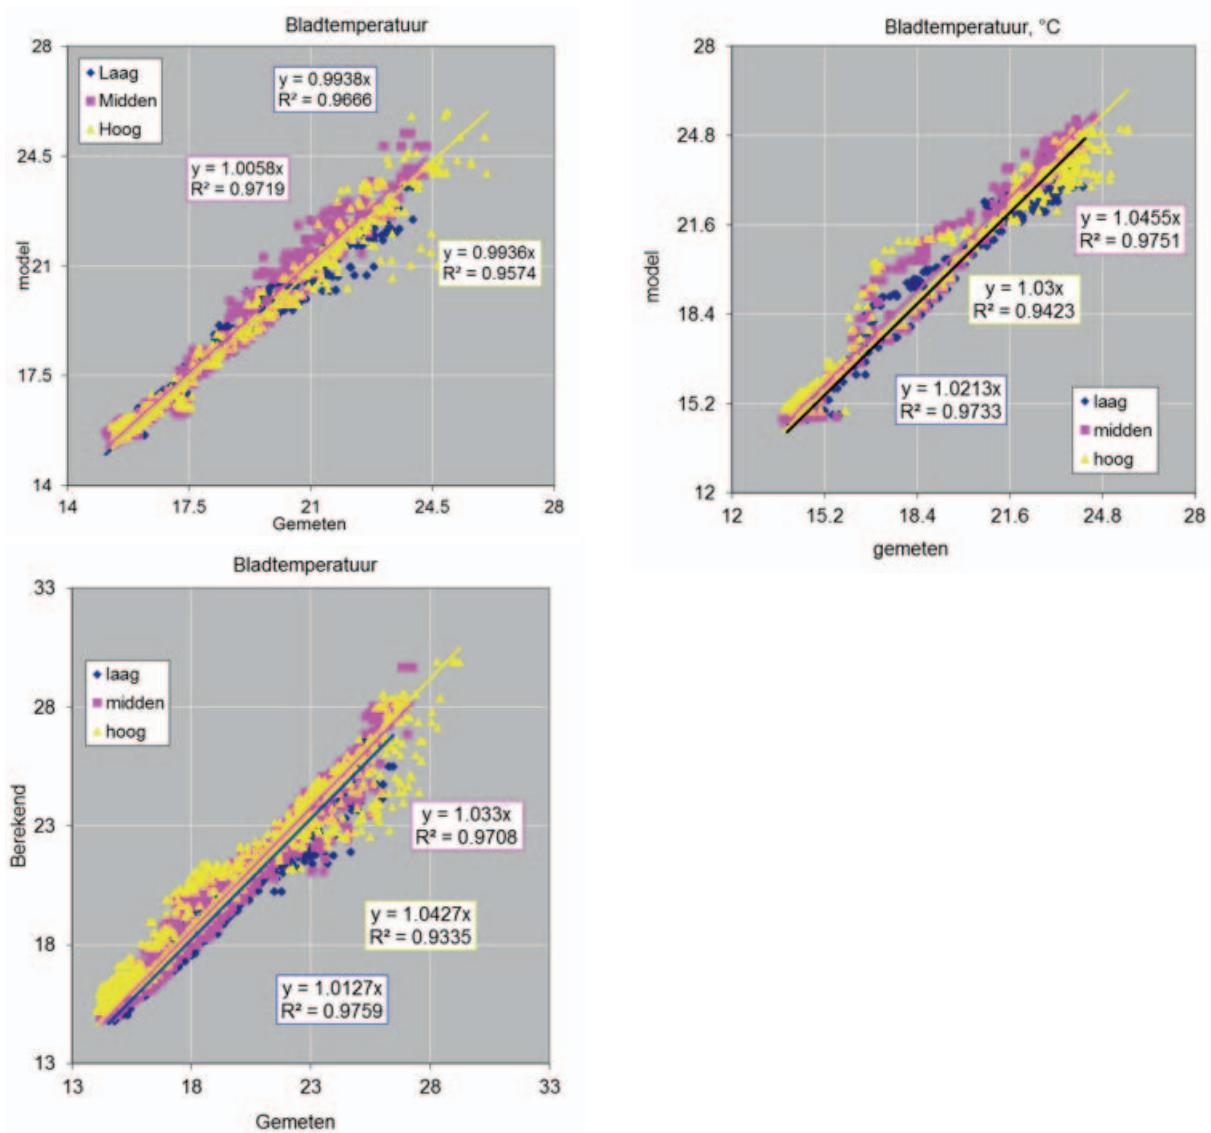 Bladtemperatuur
28
24.5
21
17.5
14
14 17.5 21 24.5 28
model
Gemeten
Laag
Midden
Hoog
y = 0.9938x
R² = 0.9666
y = 1.0058x
R² = 0.9719
y = 0.9936x
R² = 0.9574
Bladtemperatuur, °C
28
24.8
21.6
18.4
15.2
12
12 15.2 18.4 21.6 24.8 28
model
gemeten
y = 1.0455x
R² = 0.9751
y = 1.03x
R² = 0.9423
y = 1.0213x
R² = 0.9733
laag
midden
hoog
Bladtemperatuur
33
28
23
18
13
13 18 23 28 33
Berekend
Gemeten
laag
midden
hoog
y = 1.033x
R² = 0.9708
y = 1.0427x
R² = 0.9335
y = 1.0127x
R² = 0.9759